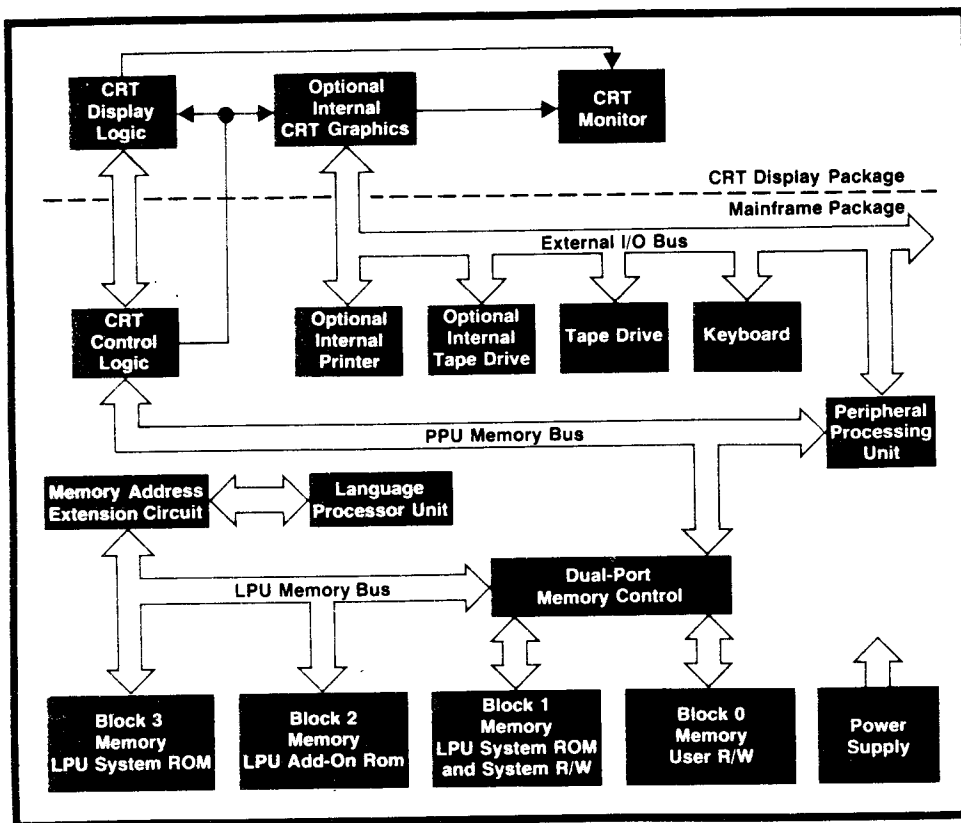 CRT
Display
Logic
Optional
Internal
CRT Graphics
CRT
Monitor
CRT Display Package
Mainframe Package
External I/O Bus
CRT
Control
Logic
Optional
Internal
Printer
Optional
Internal
Tape Drive
Tape Drive
Keyboard
Peripheral
Processing
Unit
PPU Memory Bus
Memory Address
Extension Circuit
Language
Processor Unit
LPU Memory Bus
Dual-Port
Memory Control
Block 3
Memory
LPU System ROM
Block 2
Memory
LPU Add-On Rom
Block 1
Memory
LPU System ROM
and System R/W
Block 0
Memory
User R/W
Power
Supply